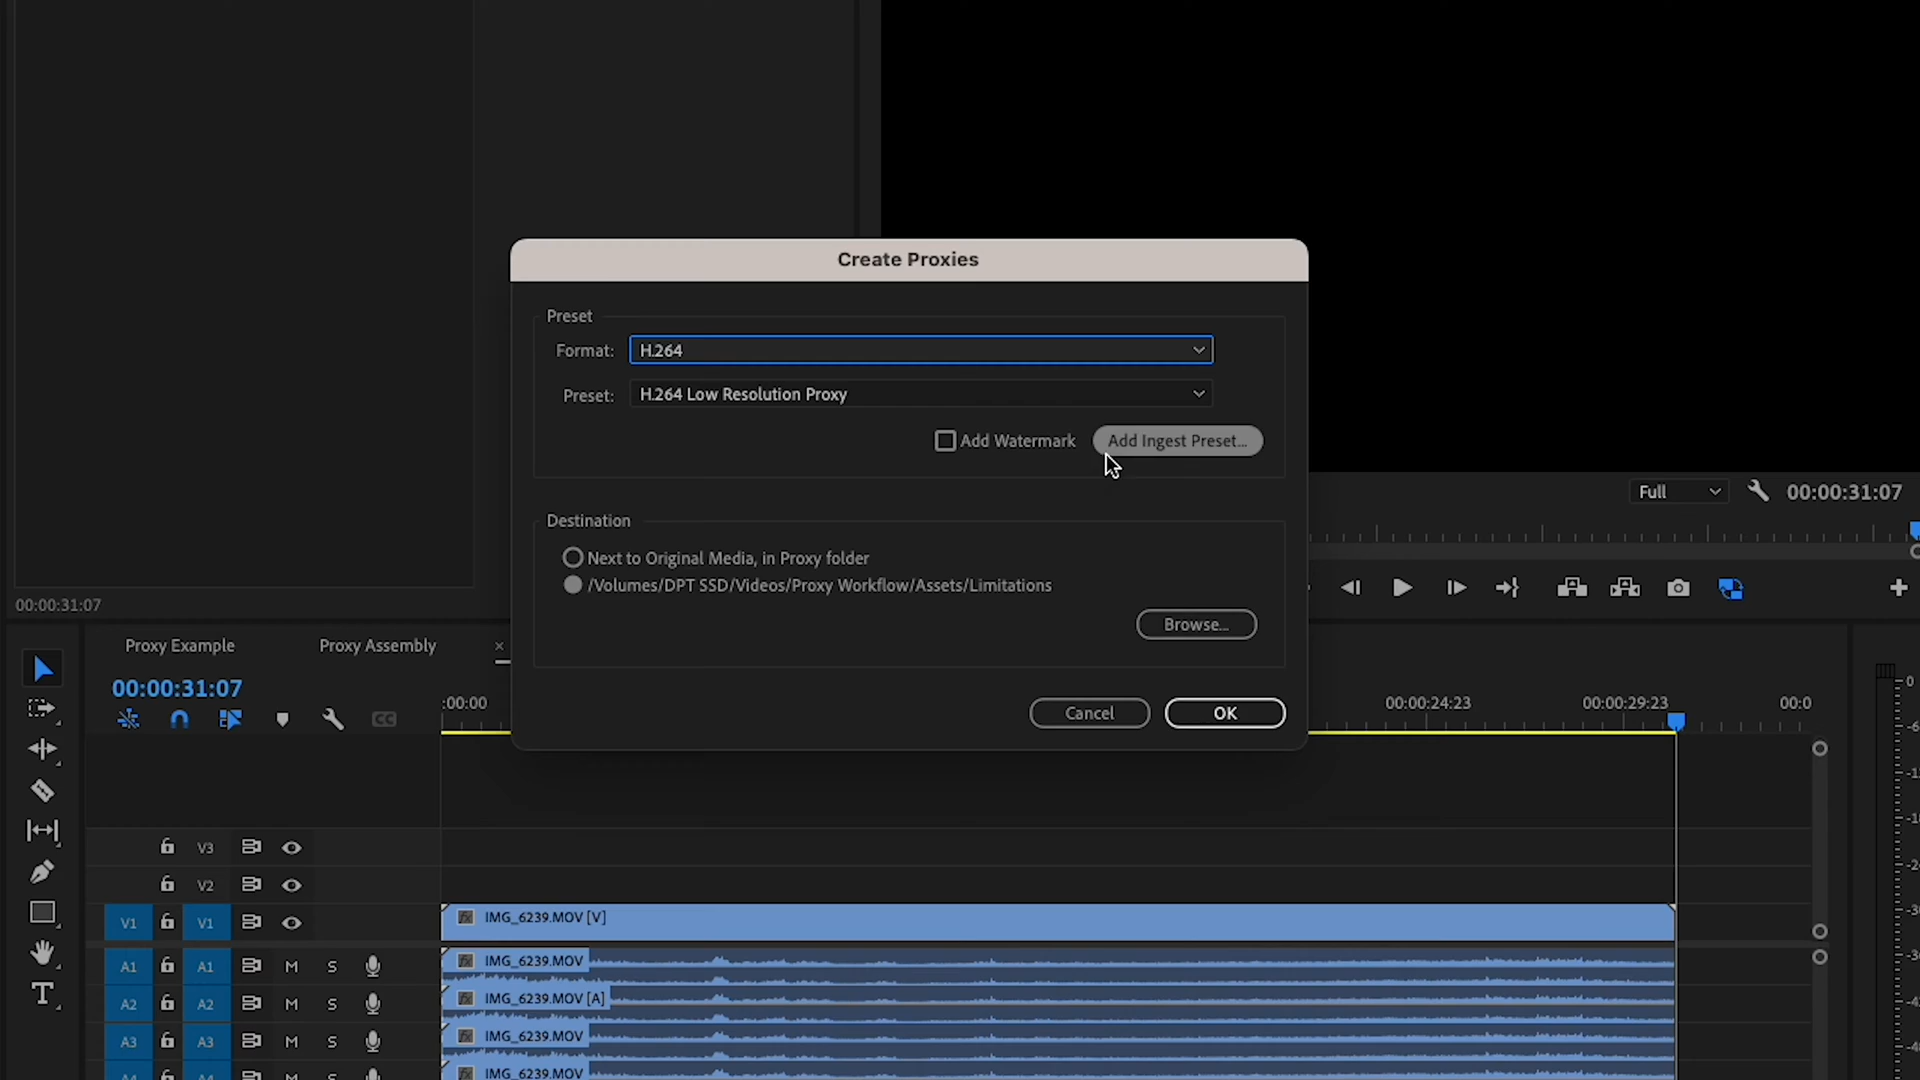 Create Proxies
Preset
Format: H.264
Preset: H.264 Low Resolution Proxy
Add Watermark Add Ingest Preset...
Full 00:00:31:07
Destination
Next to Original Media, in Proxy folder
/Volumes/DPT SSD/Videos/Proxy Workflow/Assets/Limitations
00:00:31:07
Browse...
Proxy Example Proxy Assembly
00:00:31:07
:00:00 00:00:24:23 00:00:29:23 00:0
Cancel OK
CC
V3
V2
V1 V1 IMG_6239.MOV [V]
A1 A1 M S IMG_6239.MOV
A2 A2 M S IMG_6239.MOV [A]
A3 A3 M S IMG_6239.MOV
IMG_6239.MOV